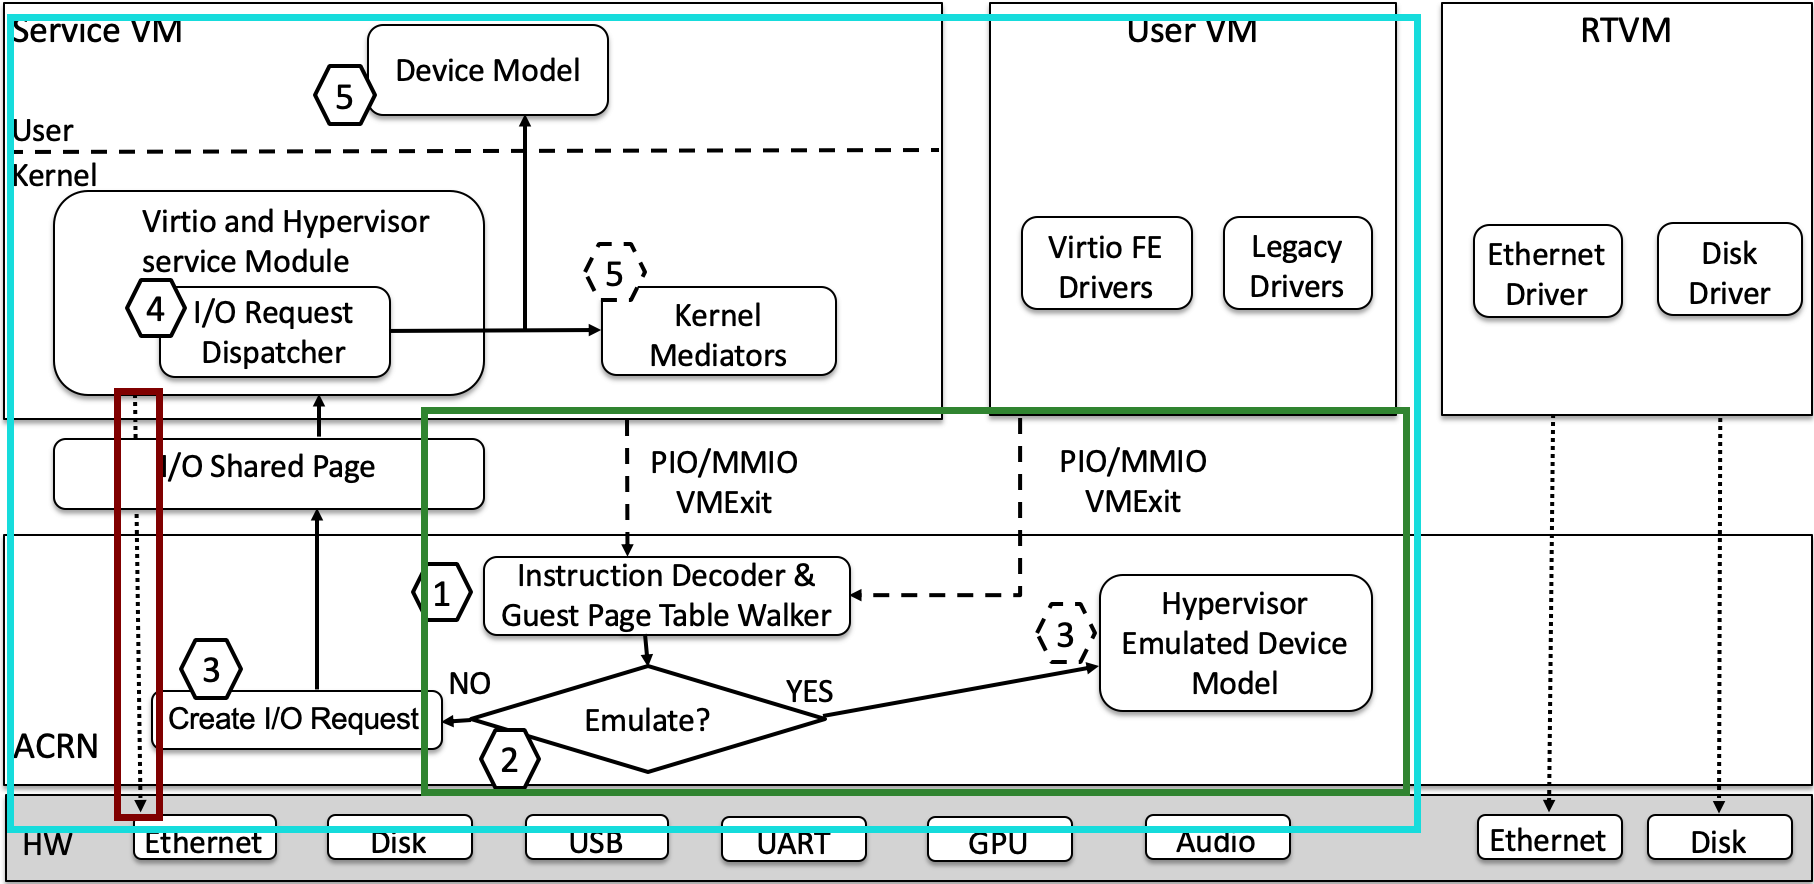 Service VM
User VM
RTVM
Device Model
5
User
Kernel
Virtio and Hypervisor
service Module
4
I/O Request
Dispatcher
5
Kernel
Mediators
Virtio FE
Drivers
Legacy
Drivers
Ethernet
Driver
Disk
Driver
I/O Shared Page
PIO/MMIO
VMExit
PIO/MMIO
VMExit
1
Instruction Decoder &
Guest Page Table Walker
3
Hypervisor
Emulated Device
Model
3
NO
YES
Create I/O Request
Emulate?
2
ACRN
HW
Ethernet
Disk
USB
UART
GPU
Audio
Ethernet
Disk